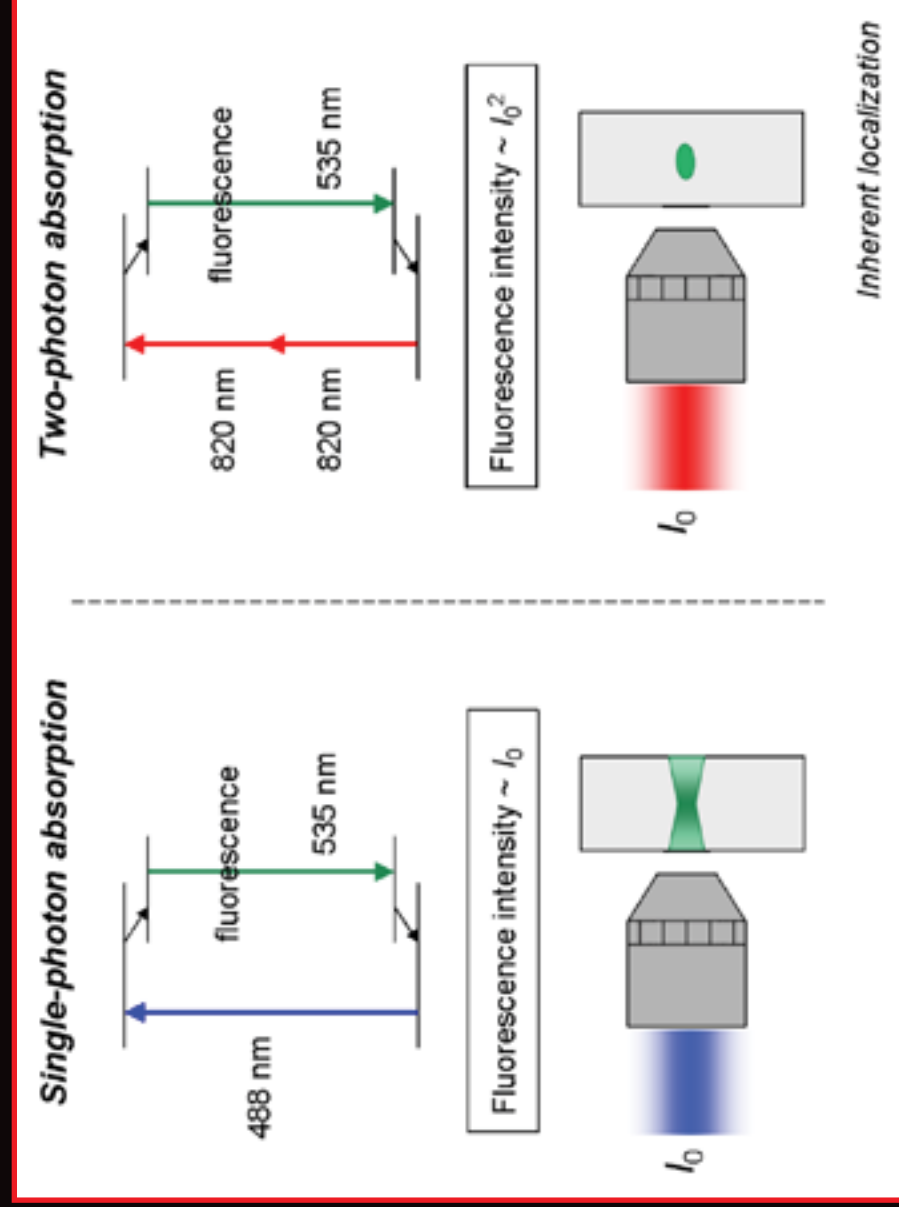 Single-photon absorption
488 nm
fluorescence
535 nm
Fluorescence intensity ~ I₀
I₀
Two-photon absorption
820 nm
820 nm
fluorescence
535 nm
Fluorescence intensity ~ I₀²
I₀
Inherent localization